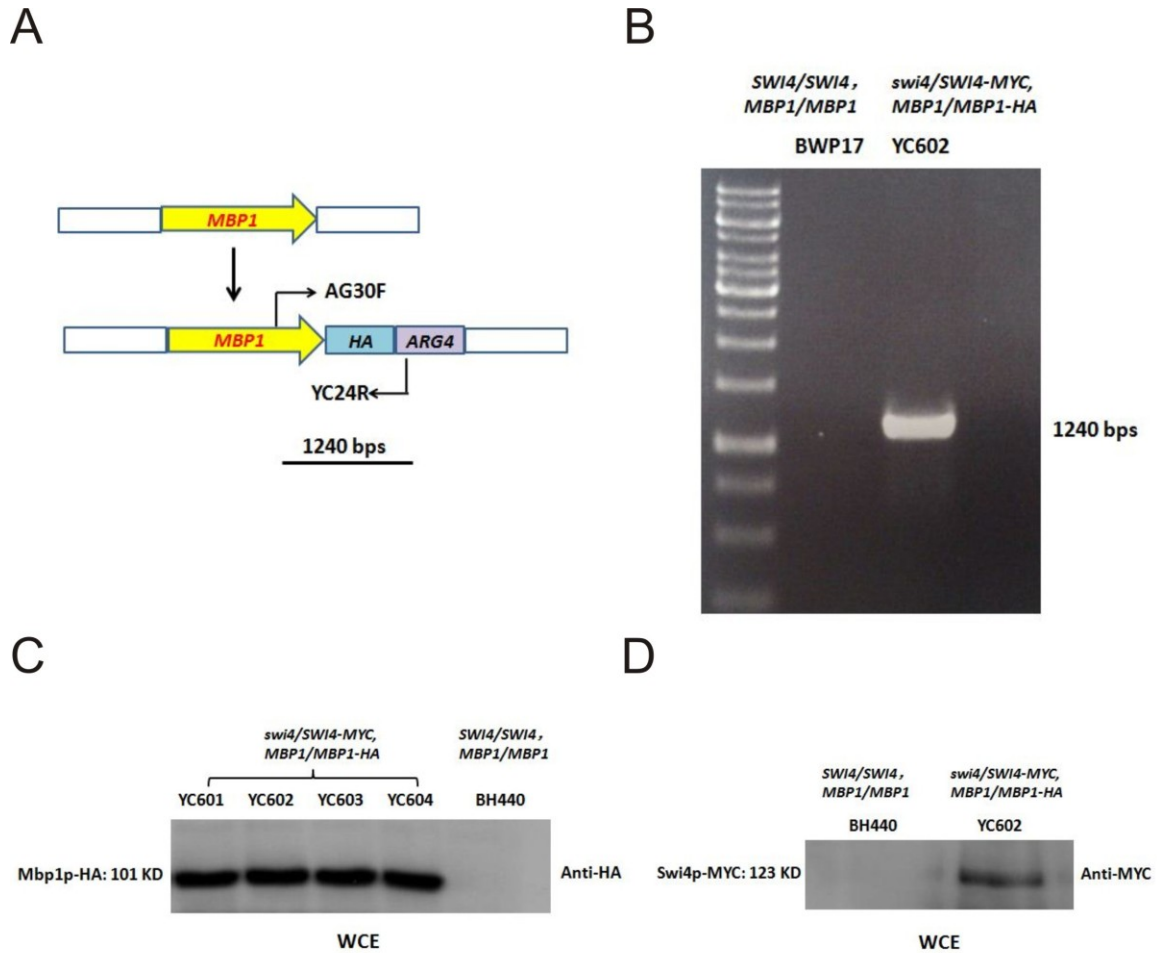 A
MBP1
MBP1
HA
ARG4
AG30F
YC24R
1240 bps
B
SWI4/SWI4,
MBP1/MBP1
swi4/SWI4-MYC,
MBP1/MBP1-HA
BWP17
YC602
1240 bps
C
swi4/SWI4-MYC,
MBP1/MBP1-HA
SWI4/SWI4,
MBP1/MBP1
YC601
YC602
YC603
YC604
BH440
Mbp1p-HA: 101 KD
Anti-HA
WCE
D
SWI4/SWI4,
MBP1/MBP1
swi4/SWI4-MYC,
MBP1/MBP1-HA
BH440
YC602
Swi4p-MYC: 123 KD
Anti-MYC
WCE